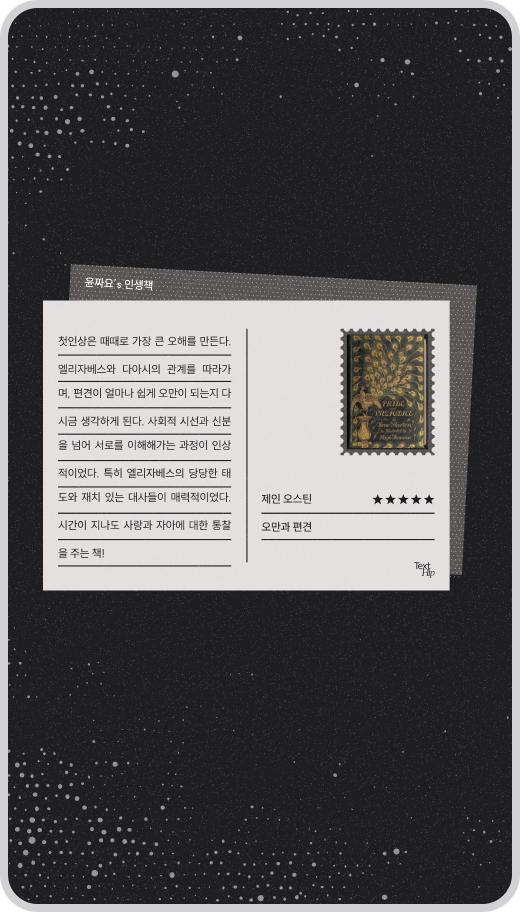 윤짜요's 인생책
첫인상은 때때로 가장 큰 오해를 만든다.
엘리자베스와 다아시의 관계를 따라가
며, 편견이 얼마나 쉽게 오만이 되는지 다
시금 생각하게 된다. 사회적 시선과 신분
을 넘어 서로를 이해해가는 과정이 인상
적이었다. 특히 엘리자베스의 당당한 태
도와 재치 있는 대사들이 매력적이었다.
시간이 지나도 사랑과 자아에 대한 통찰
을 주는 책!
PRIDE
PREJUDICE
Jane Austen
제인 오스틴 ★★★★★
오만과 편견
Text
Hip